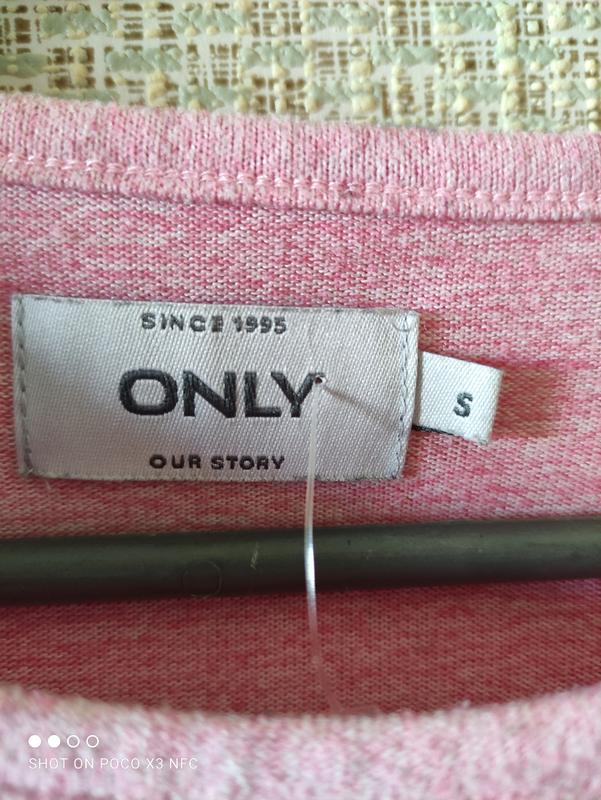 SINCE 1995
ONLY
S
OUR STORY
SHOT ON POCO X3 NFC